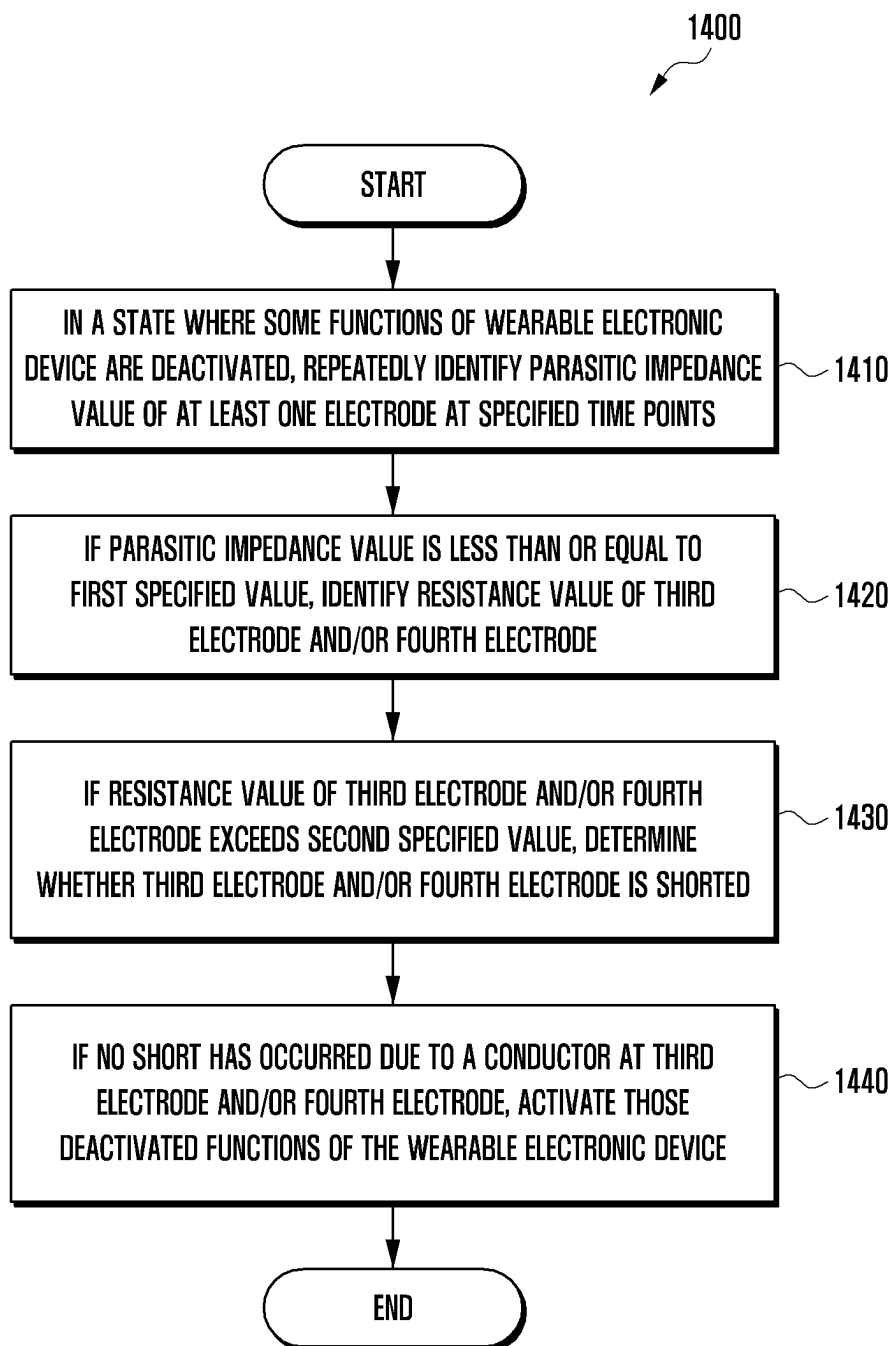 1400
START
IN A STATE WHERE SOME FUNCTIONS OF WEARABLE ELECTRONIC
DEVICE ARE DEACTIVATED, REPEATEDLY IDENTIFY PARASITIC IMPEDANCE
VALUE OF AT LEAST ONE ELECTRODE AT SPECIFIED TIME POINTS
1410
IF PARASITIC IMPEDANCE VALUE IS LESS THAN OR EQUAL TO
FIRST SPECIFIED VALUE, IDENTIFY RESISTANCE VALUE OF THIRD
ELECTRODE AND/OR FOURTH ELECTRODE
1420
IF RESISTANCE VALUE OF THIRD ELECTRODE AND/OR FOURTH
ELECTRODE EXCEEDS SECOND SPECIFIED VALUE, DETERMINE
WHETHER THIRD ELECTRODE AND/OR FOURTH ELECTRODE IS SHORTED
1430
IF NO SHORT HAS OCCURRED DUE TO A CONDUCTOR AT THIRD
ELECTRODE AND/OR FOURTH ELECTRODE, ACTIVATE THOSE
DEACTIVATED FUNCTIONS OF THE WEARABLE ELECTRONIC DEVICE
1440
END